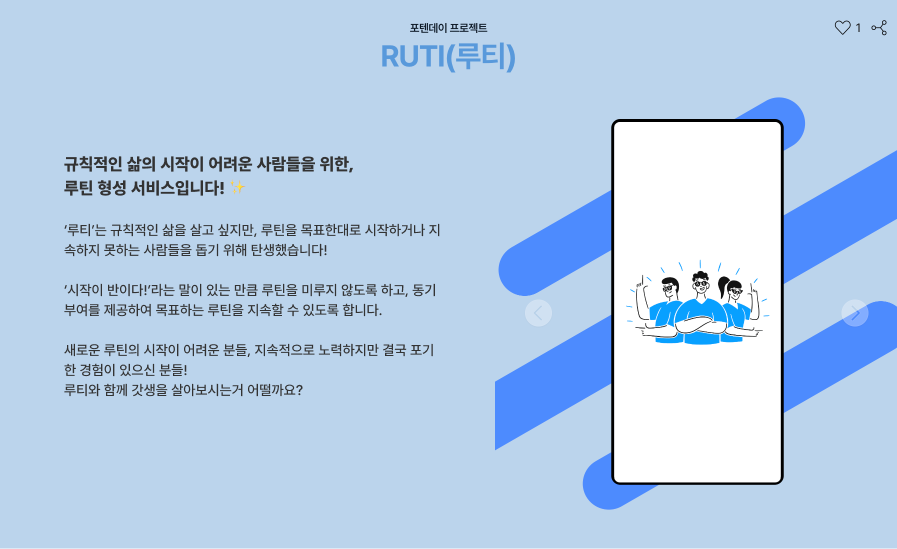 포텐데이 프로젝트
1
RUTI(루티)
규칙적인 삶의 시작이 어려운 사람들을 위한,
루틴 형성 서비스입니다! ✨
‘루티’는 규칙적인 삶을 살고 싶지만, 루틴을 목표한대로 시작하거나 지
속하지 못하는 사람들을 돕기 위해 탄생했습니다!
‘시작이 반이다!’라는 말이 있는 만큼 루틴을 미루지 않도록 하고, 동기
부여를 제공하여 목표하는 루틴을 지속할 수 있도록 합니다.
새로운 루틴의 시작이 어려운 분들, 지속적으로 노력하지만 결국 포기
한 경험이 있으신 분들!
루티와 함께 갓생을 살아보시는거 어떨까요?